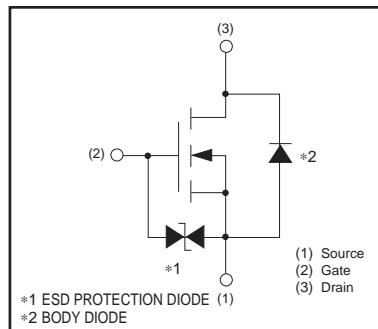 (3)
(2)
∗2
∗1
(1) Source
(2) Gate
(3) Drain
∗1 ESD PROTECTION DIODE
(1)
∗2 BODY DIODE